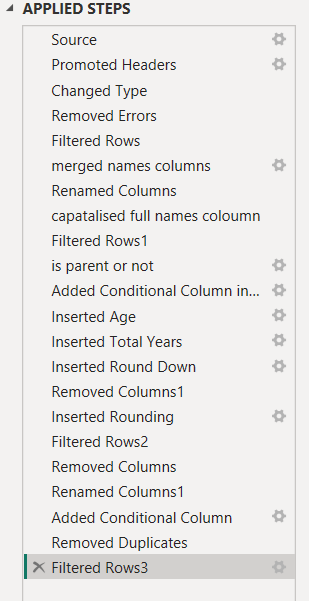 APPLIED STEPS
Source
Promoted Headers
Changed Type
Removed Errors
Filtered Rows
merged names columns
Renamed Columns
capatalised full names coloumn
Filtered Rows1
is parent or not
Added Conditional Column in...
Inserted Age
Inserted Total Years
Inserted Round Down
Removed Columns1
Inserted Rounding
Filtered Rows2
Removed Columns
Renamed Columns1
Added Conditional Column
Removed Duplicates
Filtered Rows3